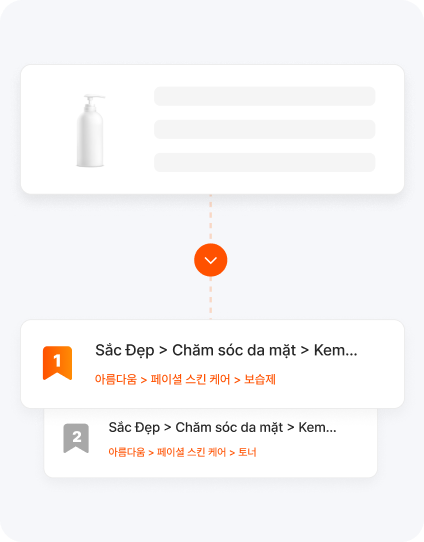 1
Sắc Đẹp > Chăm sóc da mặt > Kem...
아름다움 > 페이셜 스킨 케어 > 보습제
2
Sắc Đẹp > Chăm sóc da mặt > Kem...
아름다움 > 페이셜 스킨 케어 > 토너